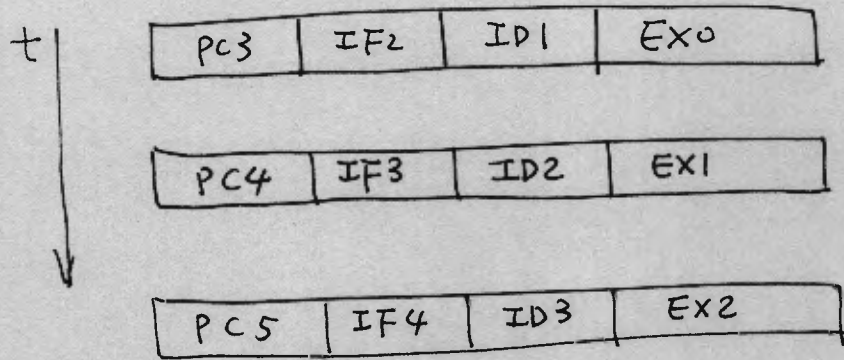 t PC3 IF2 ID1 EX0
PC4 IF3 ID2 EX1
PC5 IF4 ID3 EX2